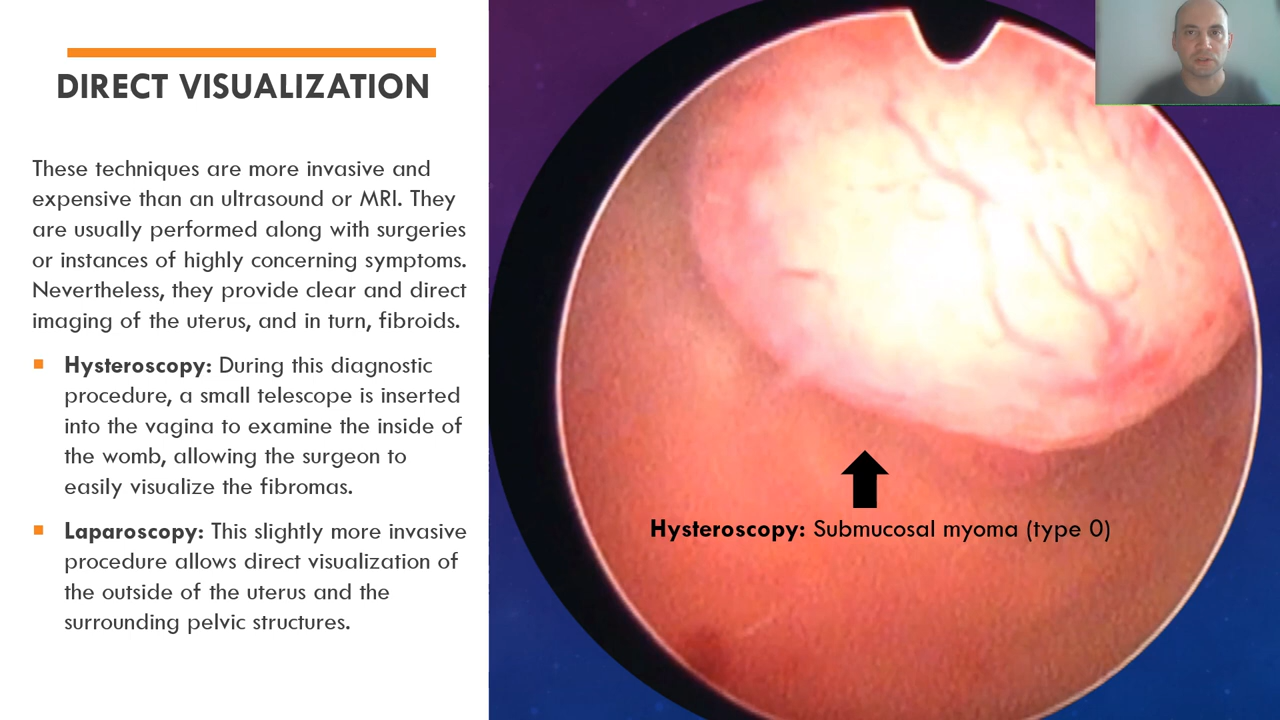 DIRECT VISUALIZATION
These techniques are more invasive and
expensive than an ultrasound or MRI. They
are usually performed along with surgeries
or instances of highly concerning symptoms.
Nevertheless, they provide clear and direct
imaging of the uterus, and in turn, fibroids.
Hysteroscopy: During this diagnostic
procedure, a small telescope is inserted
into the vagina to examine the inside of
the womb, allowing the surgeon to
easily visualize the fibromas.
Laparoscopy: This slightly more invasive
procedure allows direct visualization of
the outside of the uterus and the
surrounding pelvic structures.
Hysteroscopy: Submucosal myoma (type 0)